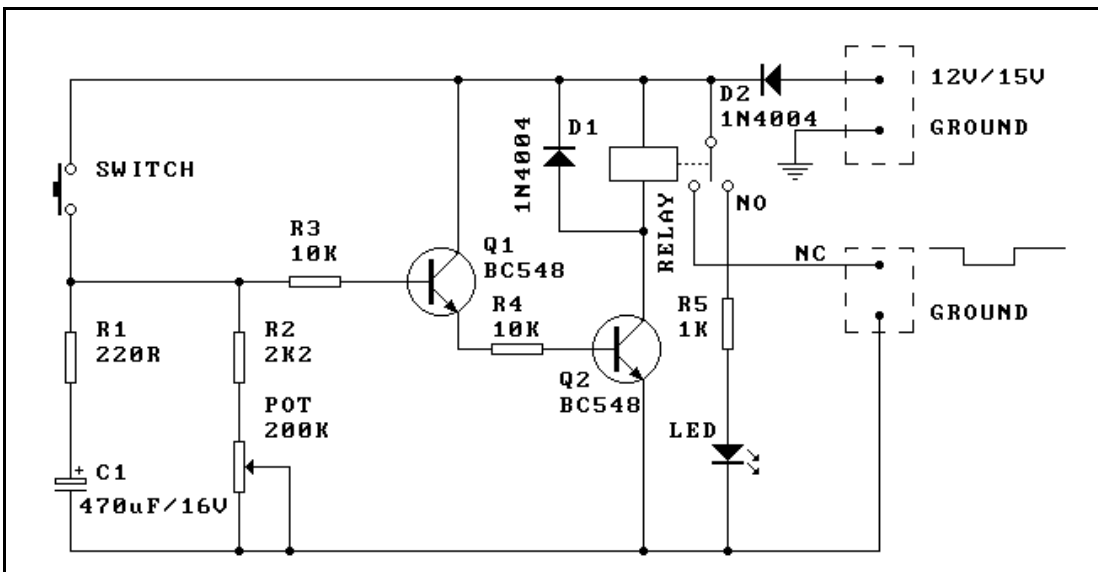 12V/15V
D2
1N4004
GROUND
D1
1N4004
SWITCH
RELAY
NO
R3
10K
Q1
BC548
NC
R4
10K
R5
1K
GROUND
R1
220R
R2
2K2
Q2
BC548
POT
200K
LED
+
C1
470uF/16V